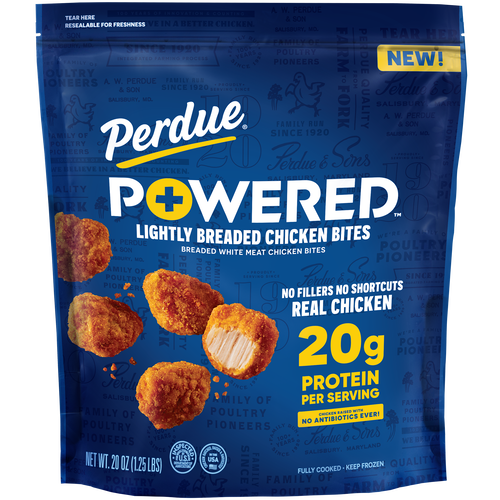 TEAR HERE
RESEALABLE FOR FRESHNESS
NEW!
Perdue®
POWERED™
LIGHTLY BREADED CHICKEN BITES
BREADED WHITE MEAT CHICKEN BITES
NO FILLERS NO SHORTCUTS
REAL CHICKEN
20g
PROTEIN
PER SERVING
CHICKEN RAISED WITH
NO ANTIBIOTICS EVER!
NET WT. 20 OZ (1.25 LBS)
FULLY COOKED • KEEP FROZEN